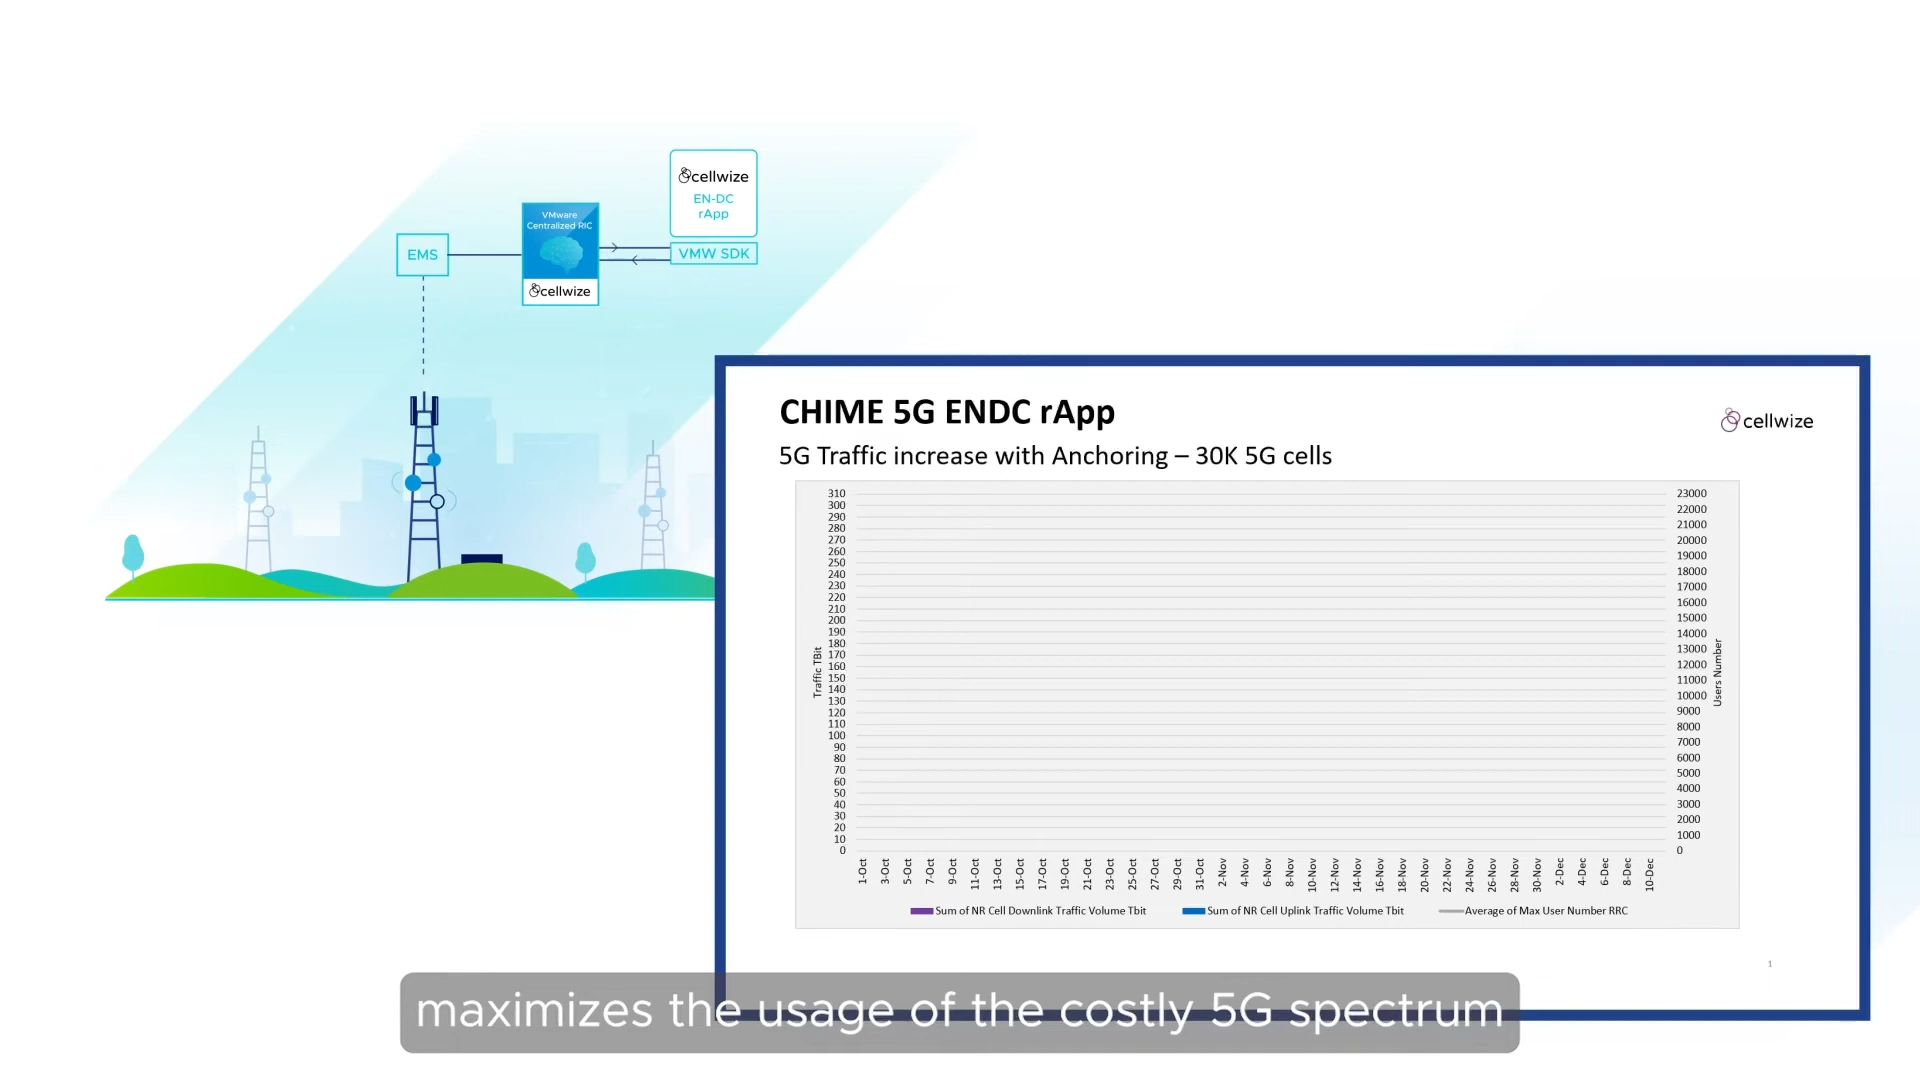 cellwize
EN-DC
rApp
VMware
Centralized RIC
EMS
VMW SDK
cellwize
CHIME 5G ENDC rApp
cellwize
5G Traffic increase with Anchoring – 30K 5G cells
310
300
290
280
270
260
250
240
230
220
210
200
190
180
170
160
150
140
130
120
110
100
90
80
70
60
50
40
30
20
10
0
Traffic TBit
23000
22000
21000
20000
19000
18000
17000
16000
15000
14000
13000
12000
11000
10000
9000
8000
7000
6000
5000
4000
3000
2000
1000
0
Users Number
1-Oct
3-Oct
5-Oct
7-Oct
9-Oct
11-Oct
13-Oct
15-Oct
17-Oct
19-Oct
21-Oct
23-Oct
25-Oct
27-Oct
29-Oct
31-Oct
2-Nov
4-Nov
6-Nov
8-Nov
10-Nov
12-Nov
14-Nov
16-Nov
18-Nov
20-Nov
22-Nov
24-Nov
26-Nov
28-Nov
30-Nov
2-Dec
4-Dec
6-Dec
8-Dec
10-Dec
Sum of NR Cell Downlink Traffic Volume Tbit
Sum of NR Cell Uplink Traffic Volume Tbit
Average of Max User Number RRC
1
maximizes the usage of the costly 5G spectrum